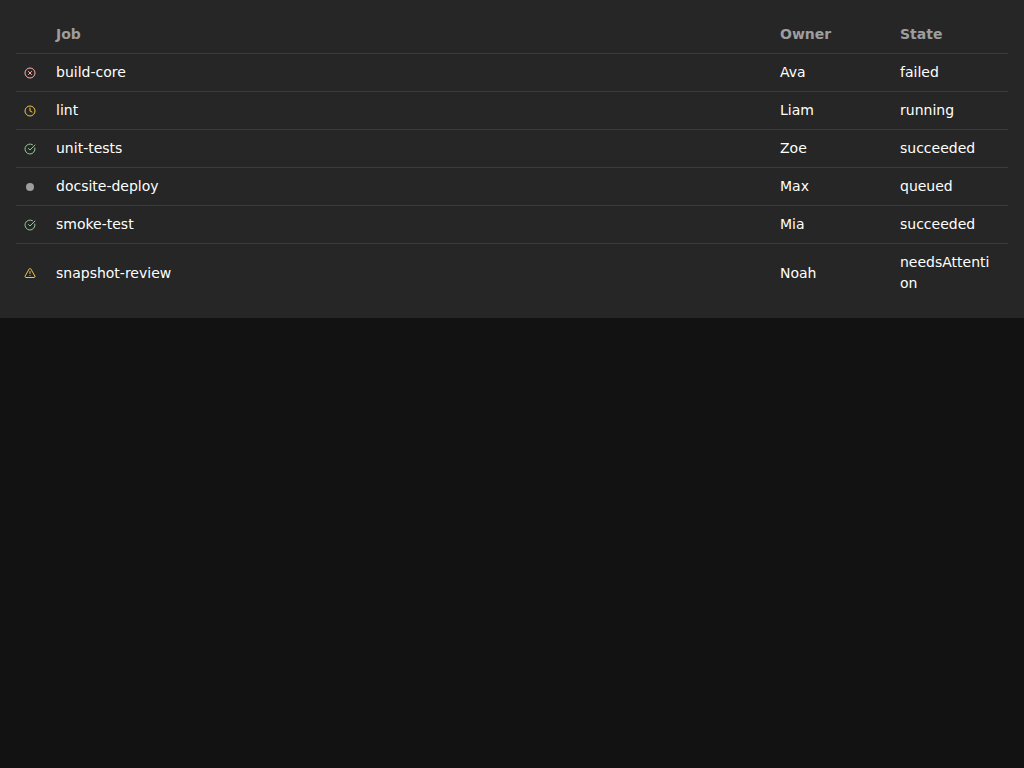 Job Owner State
build-core Ava failed
lint Liam running
unit-tests Zoe succeeded
docsite-deploy Max queued
smoke-test Mia succeeded
snapshot-review Noah needsAttenti
on